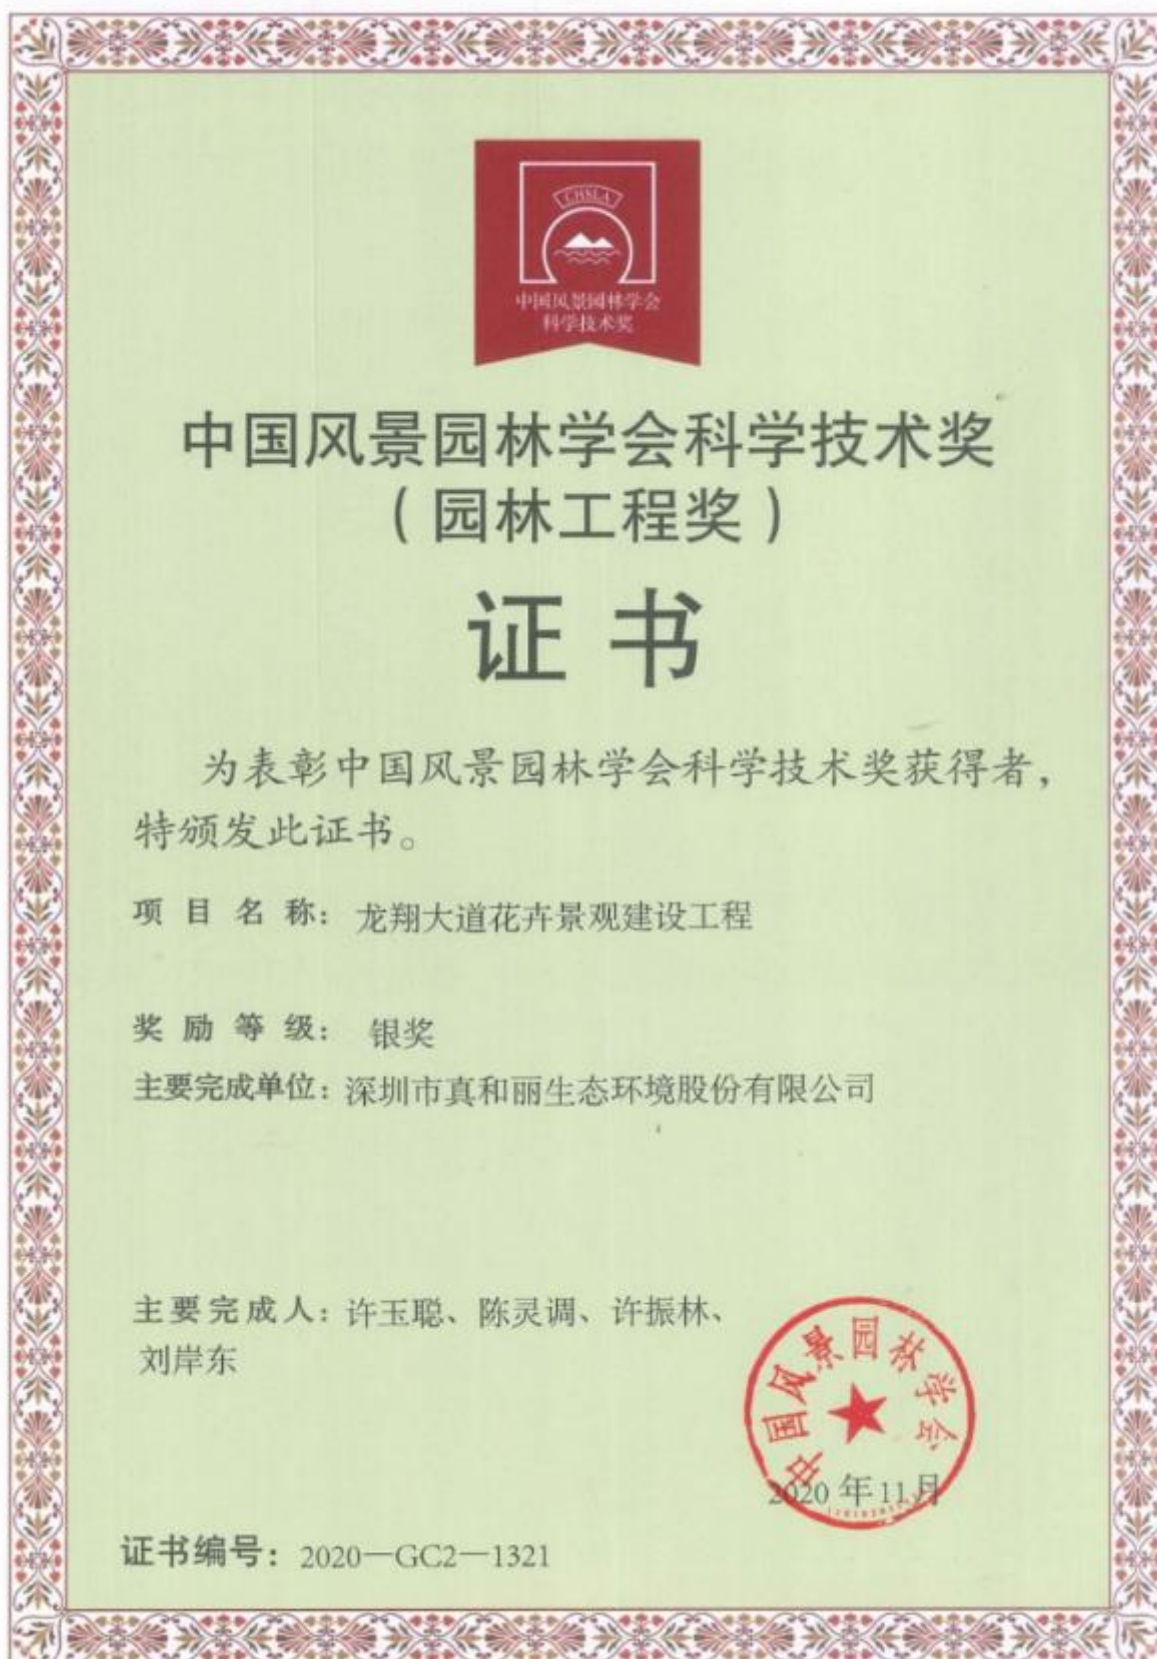 CHSLA
中国风景园林学会
科学技术奖
中国风景园林学会科学技术奖
（园林工程奖）
证书
为表彰中国风景园林学会科学技术奖获得者，
特颁发此证书。
项目名称：龙翔大道花卉景观建设工程
奖励等级：银奖
主要完成单位：深圳市真和丽生态环境股份有限公司
主要完成人：许玉聪、陈灵调、许振林、
刘岸东
中国风景园林学会
2020年11月
证书编号：2020—GC2—1321